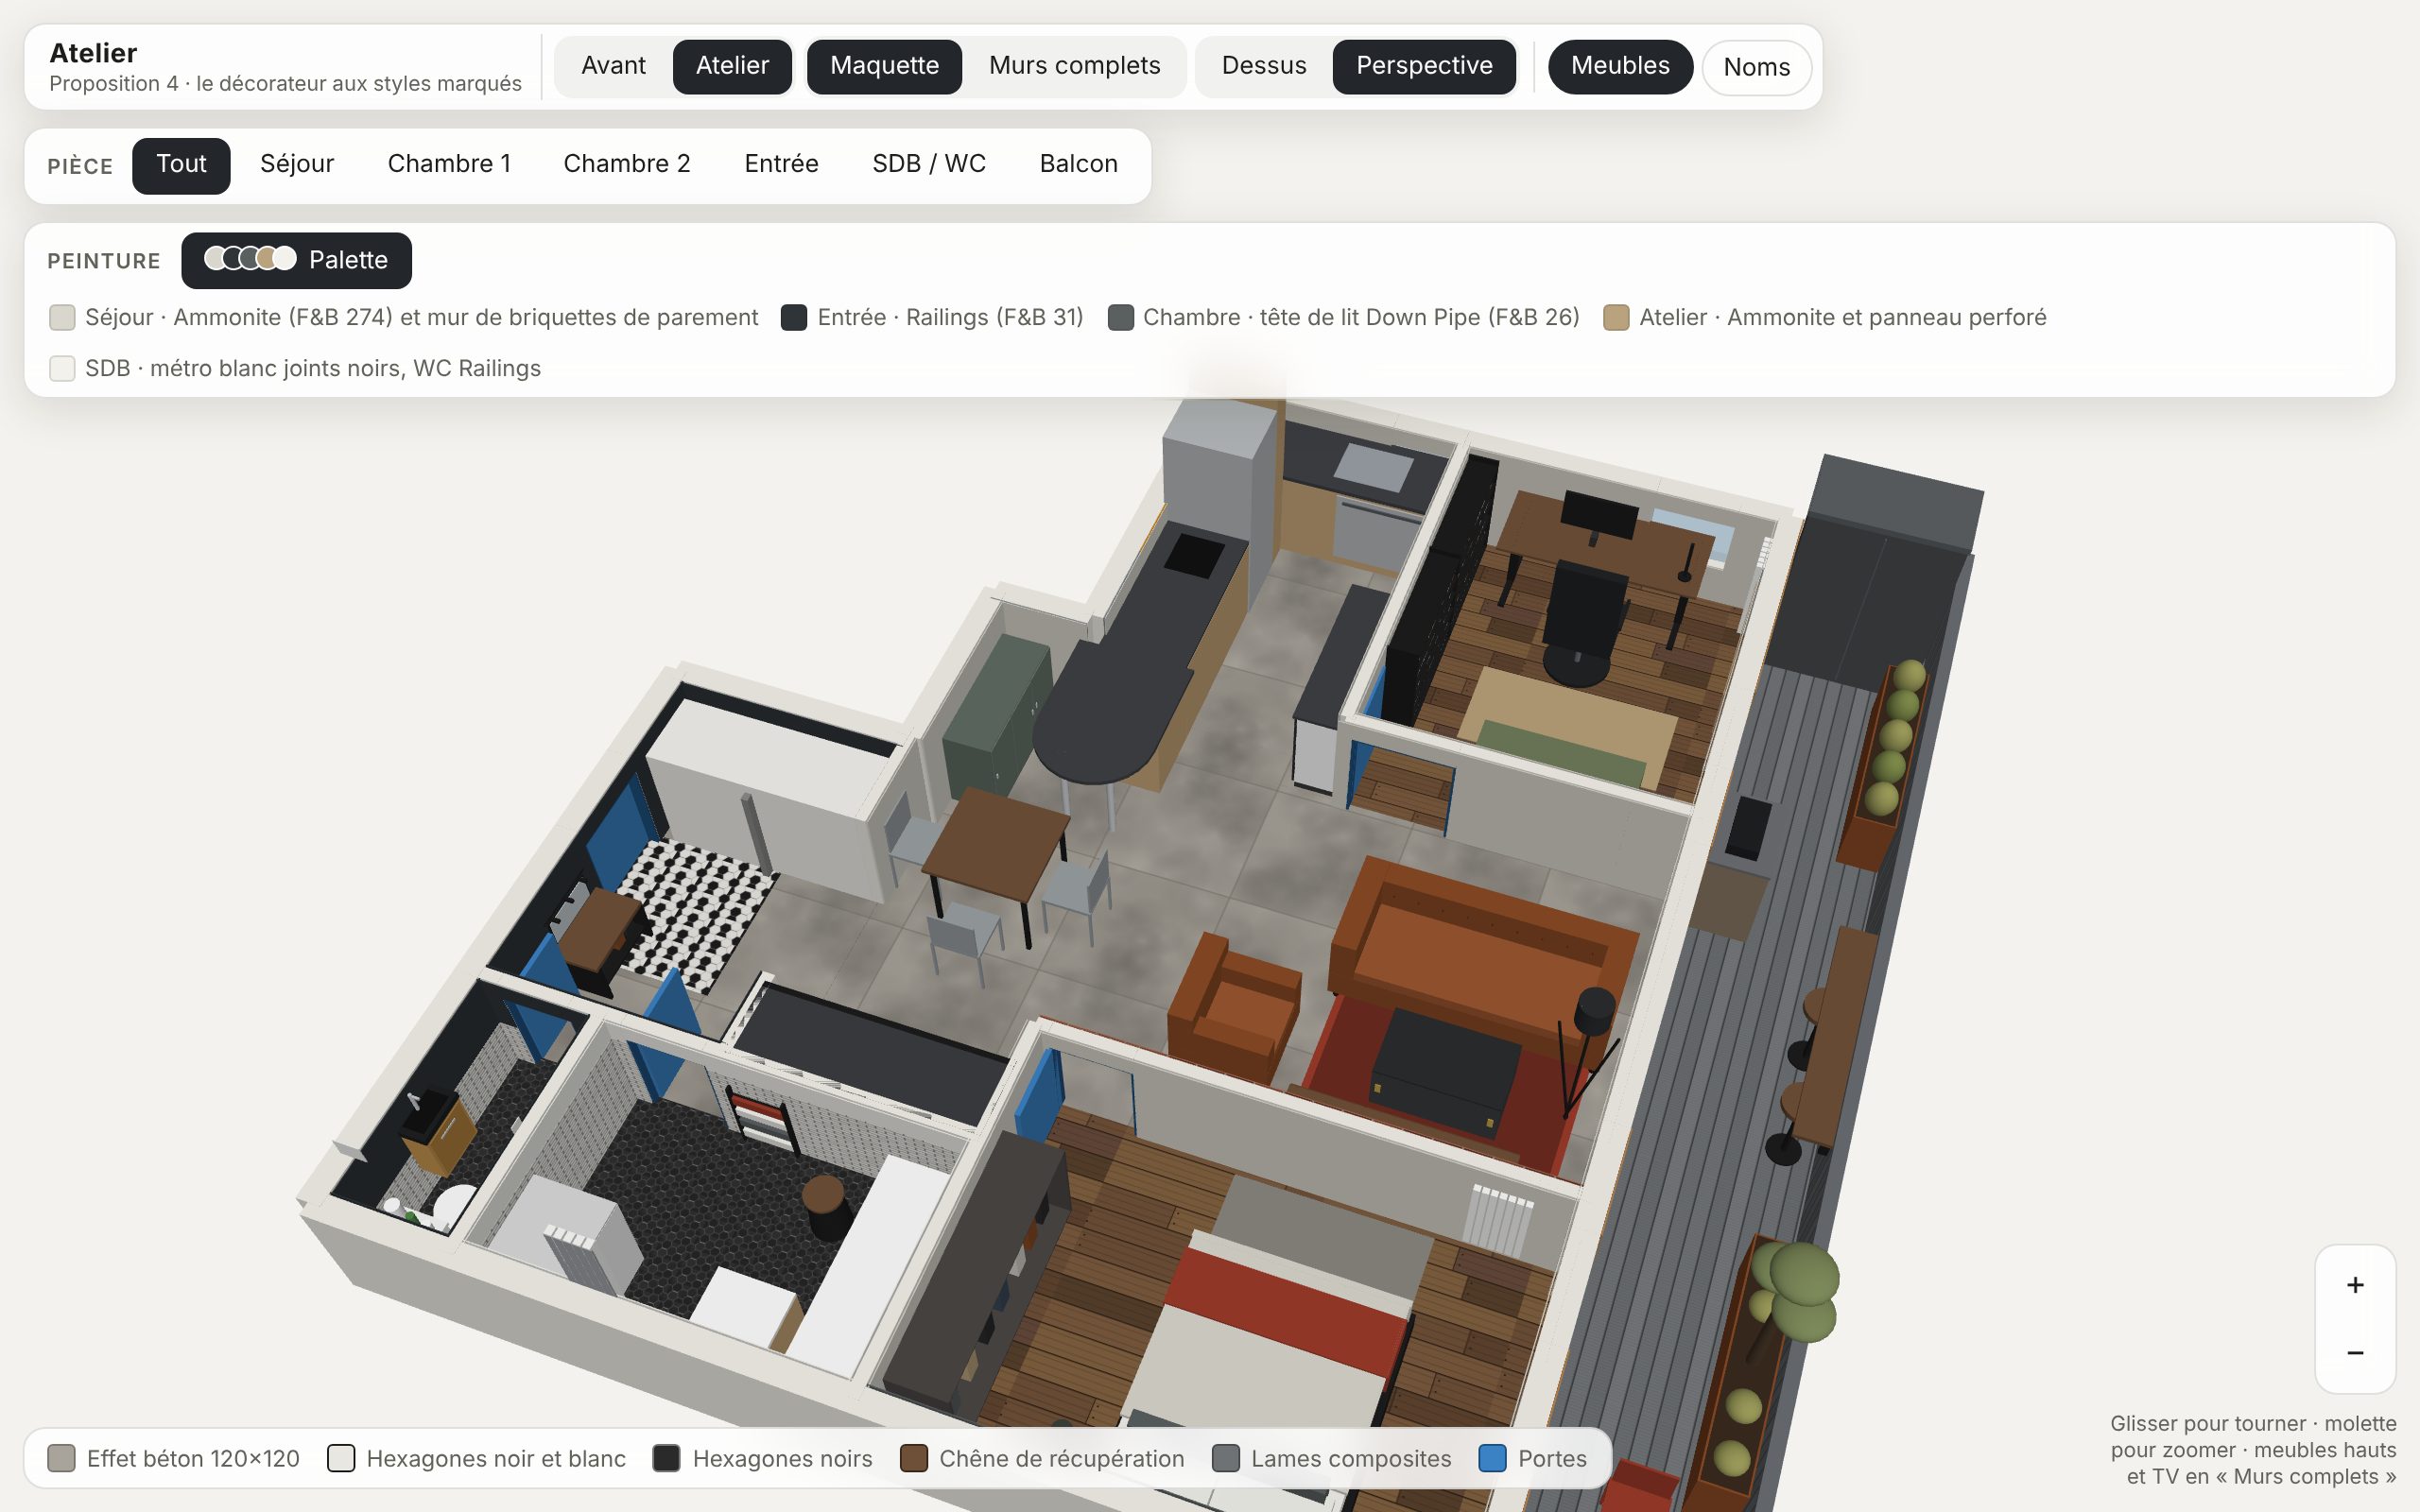 Atelier
Proposition 4 · le décorateur aux styles marqués
Avant Atelier Maquette Murs complets Dessus Perspective Meubles Noms
PIÈCE Tout Séjour Chambre 1 Chambre 2 Entrée SDB / WC Balcon
PEINTURE Palette
Séjour · Ammonite (F&B 274) et mur de briquettes de parement Entrée · Railings (F&B 31) Chambre · tête de lit Down Pipe (F&B 26) Atelier · Ammonite et panneau perforé
SDB · métro blanc joints noirs, WC Railings
+
−
Effet béton 120×120 Hexagones noir et blanc Hexagones noirs Chêne de récupération Lames composites Portes
Glisser pour tourner · molette
pour zoomer · meubles hauts
et TV en « Murs complets »